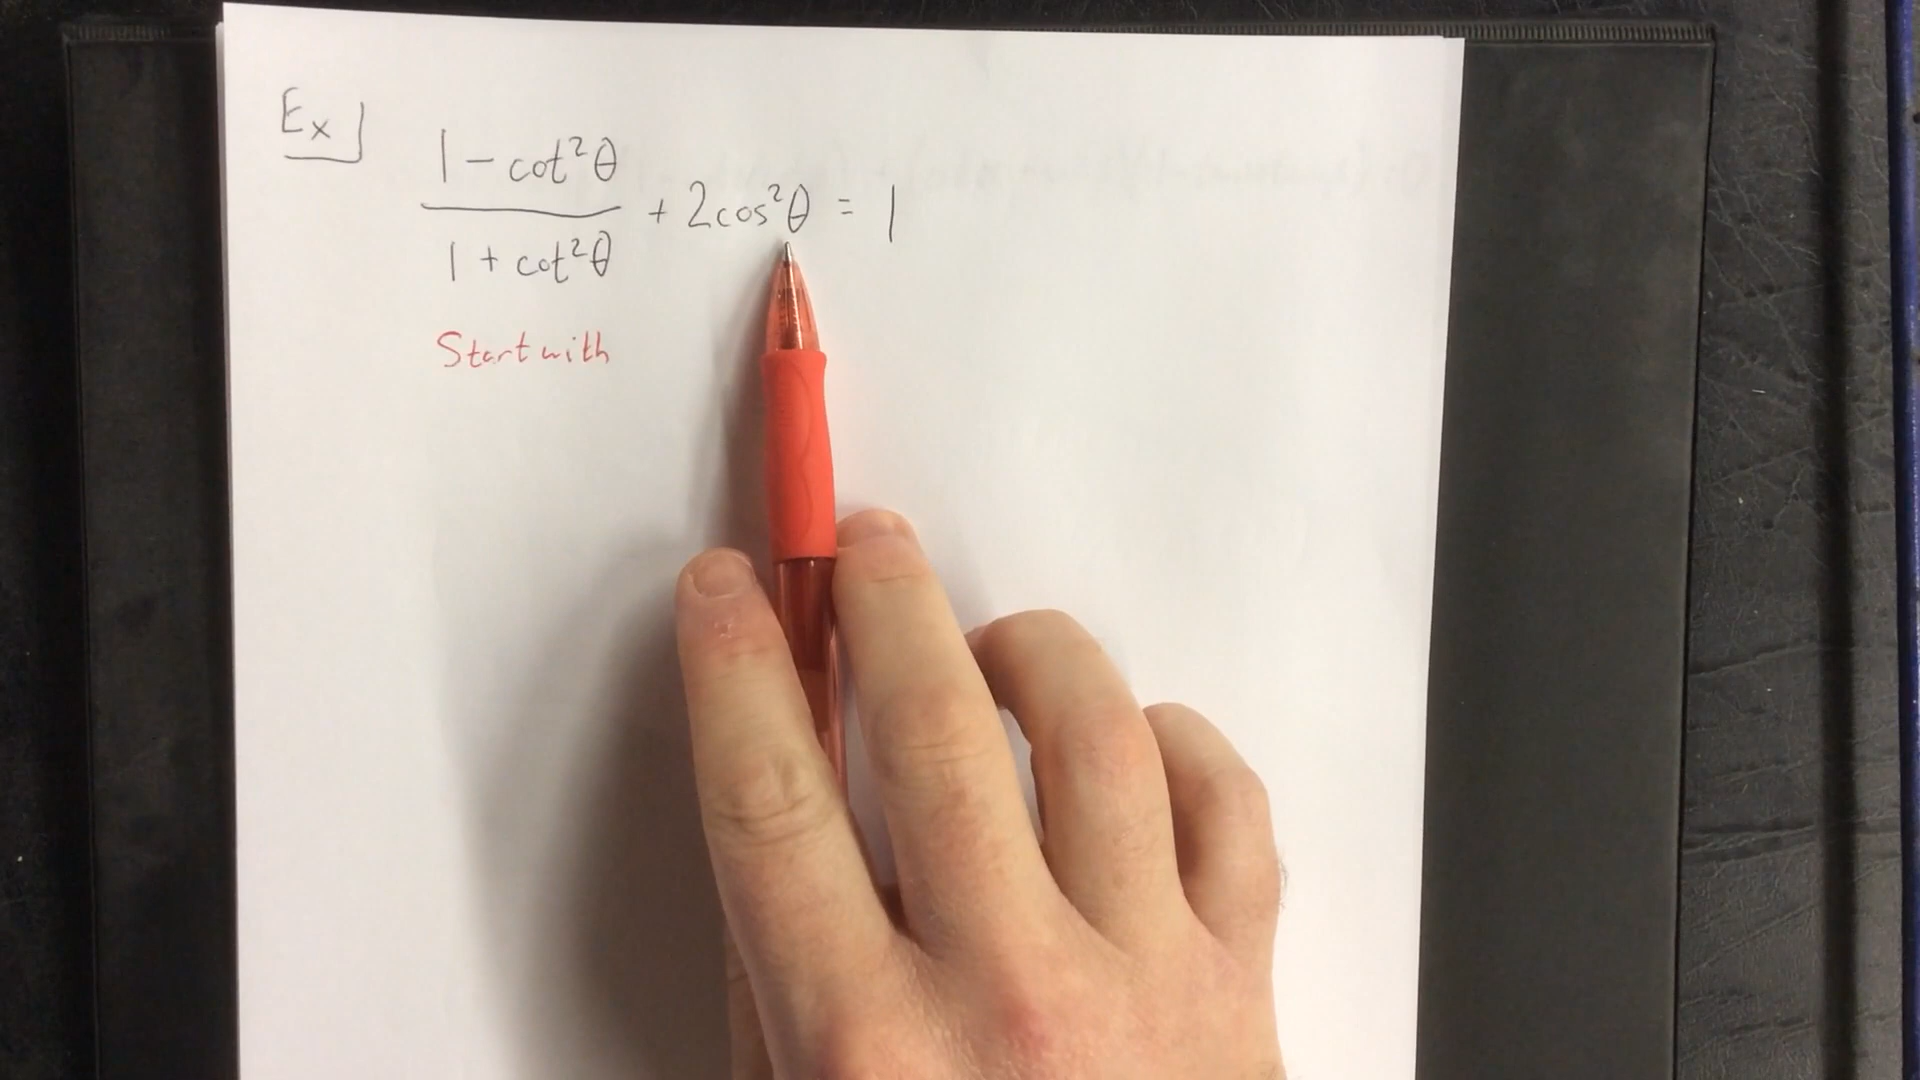 Ex
1 - cot²θ
1 + cot²θ
+ 2cos²θ = 1
Start with